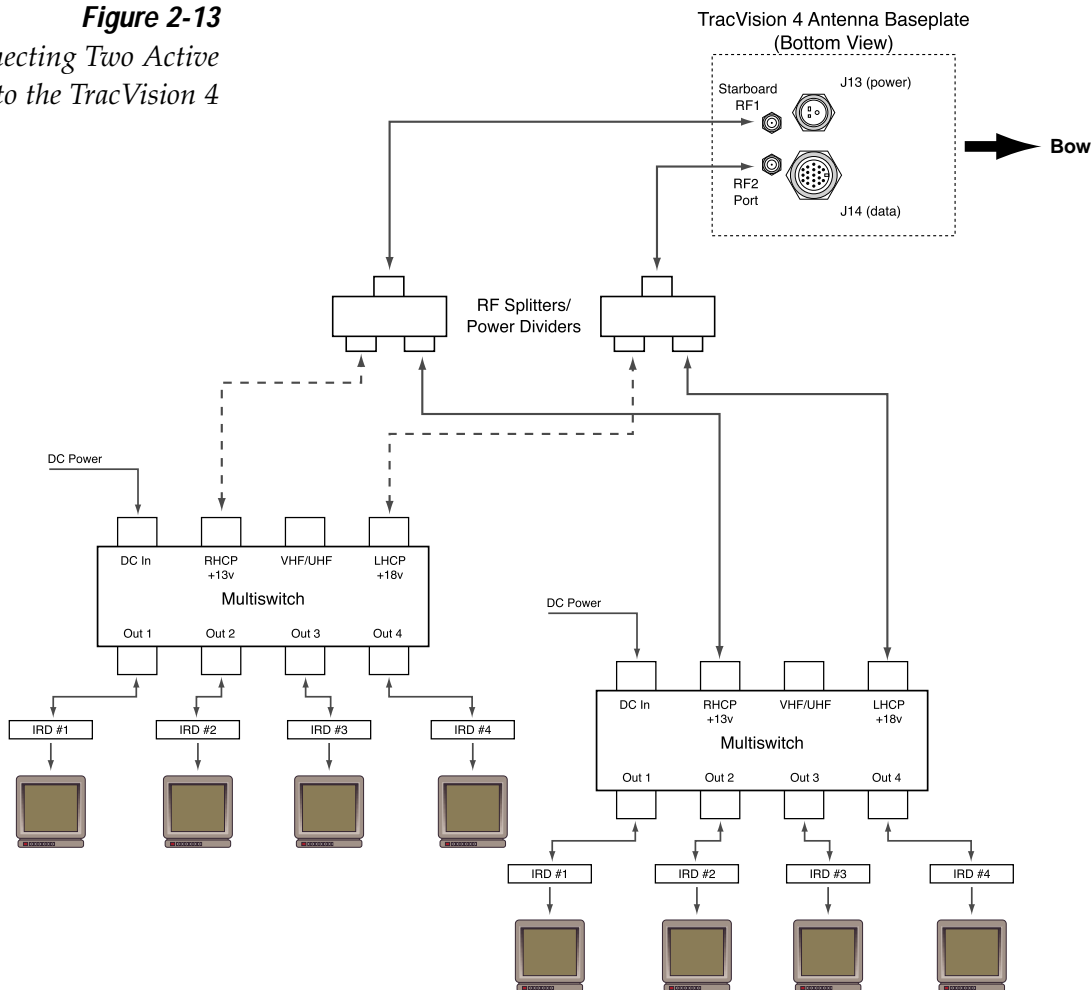 Figure 2-13
Two Active
to the TracVision 4
TracVision 4 Antenna Baseplate
(Bottom View)
Starboard
RF1
J13 (power)
RF2
Port
J14 (data)
Bow
RF Splitters/
Power Dividers
DC Power
DC In
RHCP
+13v
VHF/UHF
LHCP
+18v
Multiswitch
Out 1
Out 2
Out 3
Out 4
IRD #1
IRD #2
IRD #3
IRD #4
DC Power
DC In
RHCP
+13v
VHF/UHF
LHCP
+18v
Multiswitch
Out 1
Out 2
Out 3
Out 4
IRD #1
IRD #2
IRD #3
IRD #4